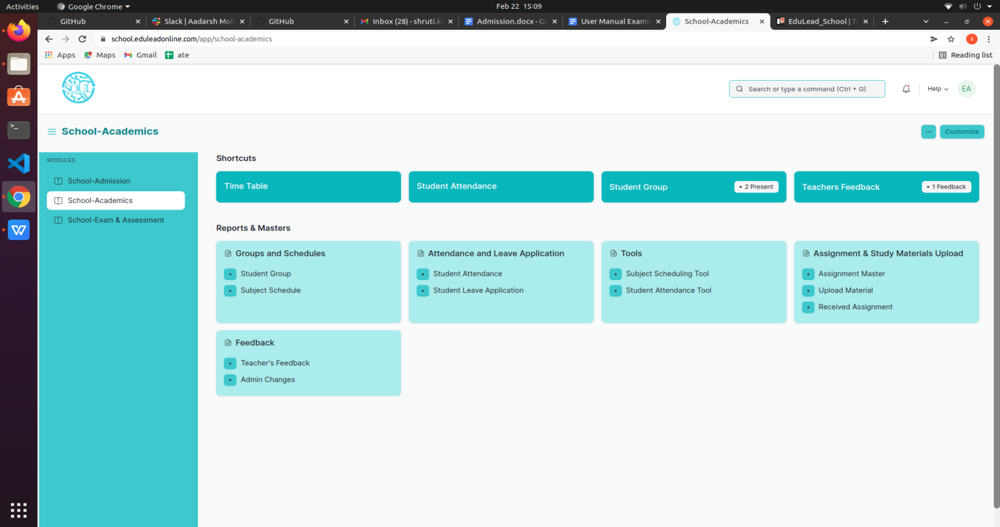 Activities Google Chrome Feb 22 15:09
GitHub Slack | Aadarsh Moh GitHub Inbox (28) - shruti.k Admission.docx - Go User Manual Exami School-Academics EduLead_School | Tr
school.eduleadonline.com/app/school-academics S
Apps Maps Gmail ate Reading list
SOUL
Search or type a command (Ctrl + G) Help EA
School-Academics ... Customize
MODULES
School-Admission
School-Academics
School-Exam & Assessment
Shortcuts
Time Table Student Attendance Student Group • 2 Present Teachers Feedback • 1 Feedback
Reports & Masters
Groups and Schedules
Student Group
Subject Schedule
Attendance and Leave Application
Student Attendance
Student Leave Application
Tools
Subject Scheduling Tool
Student Attendance Tool
Assignment & Study Materials Upload
Assignment Master
Upload Material
Received Assignment
Feedback
Teacher's Feedback
Admin Changes